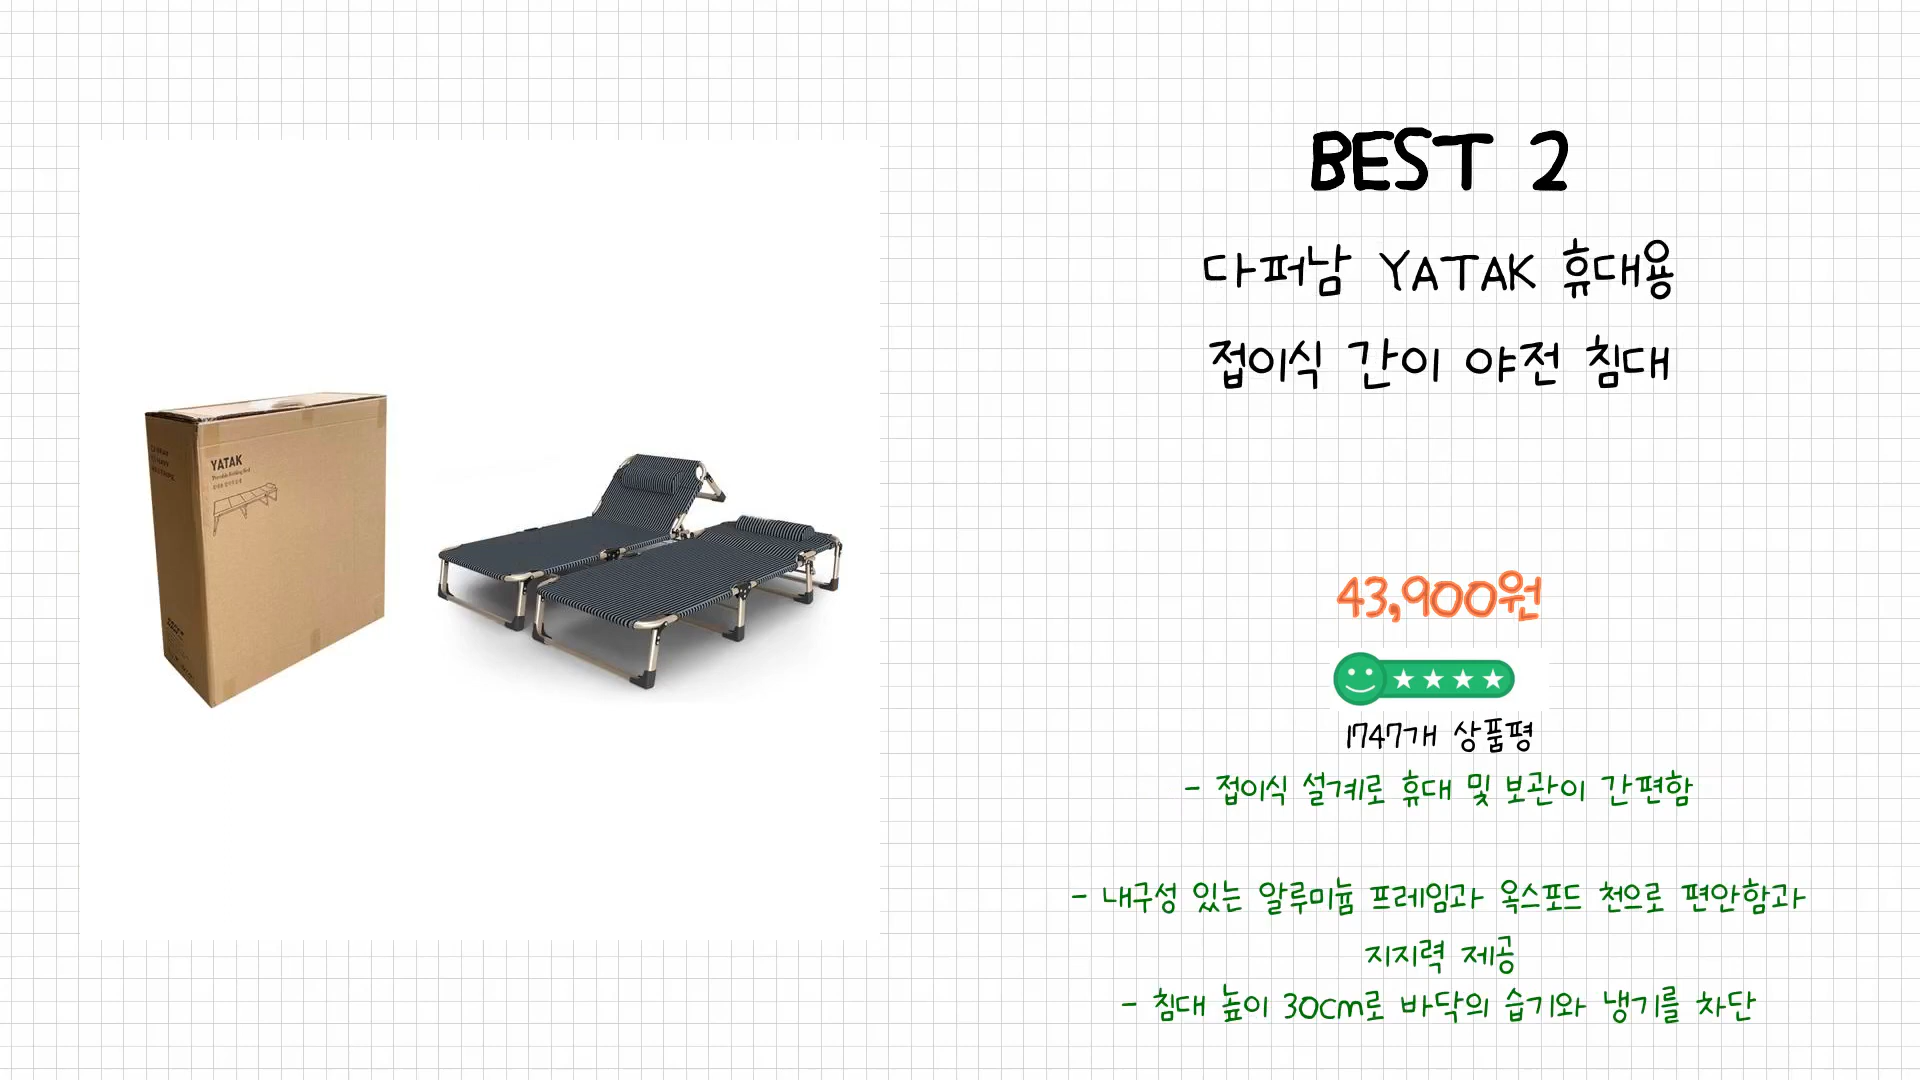 BEST 2
다퍼남 YATAK 휴대용
접이식 간이 야전 침대
YATAK
Portable Folding Bed
43,900원
1747개 상품평
- 접이식 설계로 휴대 및 보관이 간편함
- 내구성 있는 알루미늄 프레임과 옥스포드 천으로 편안함과
지지력 제공
- 침대 높이 30cm로 바닥의 습기와 냉기를 차단